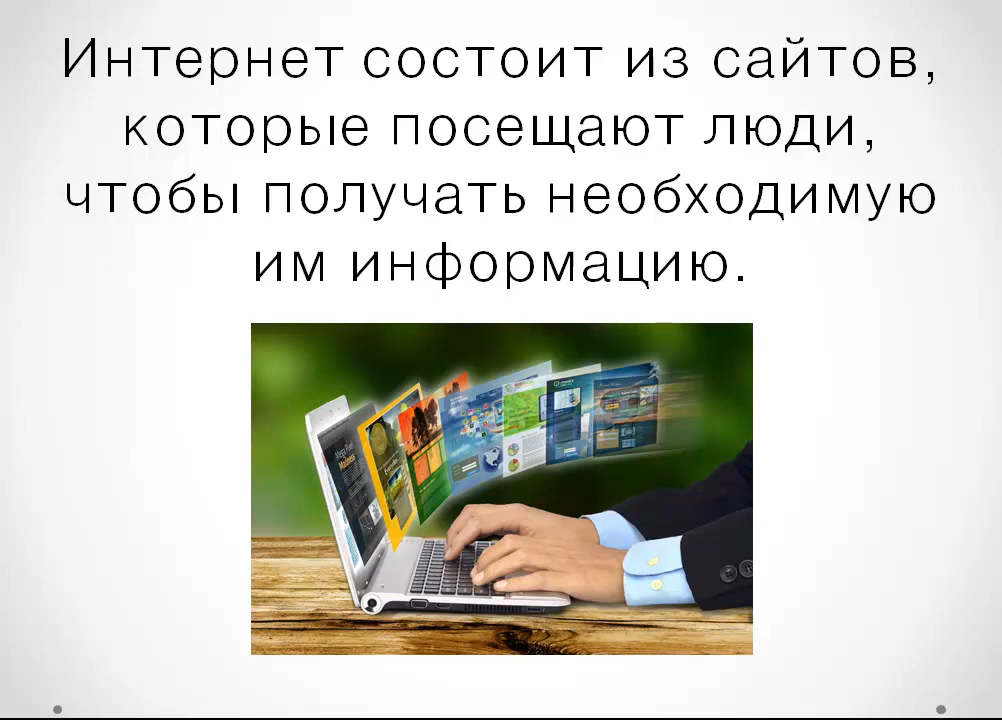 Интернет состоит из сайтов,
которые посещают люди,
чтобы получать необходимую
им информацию.